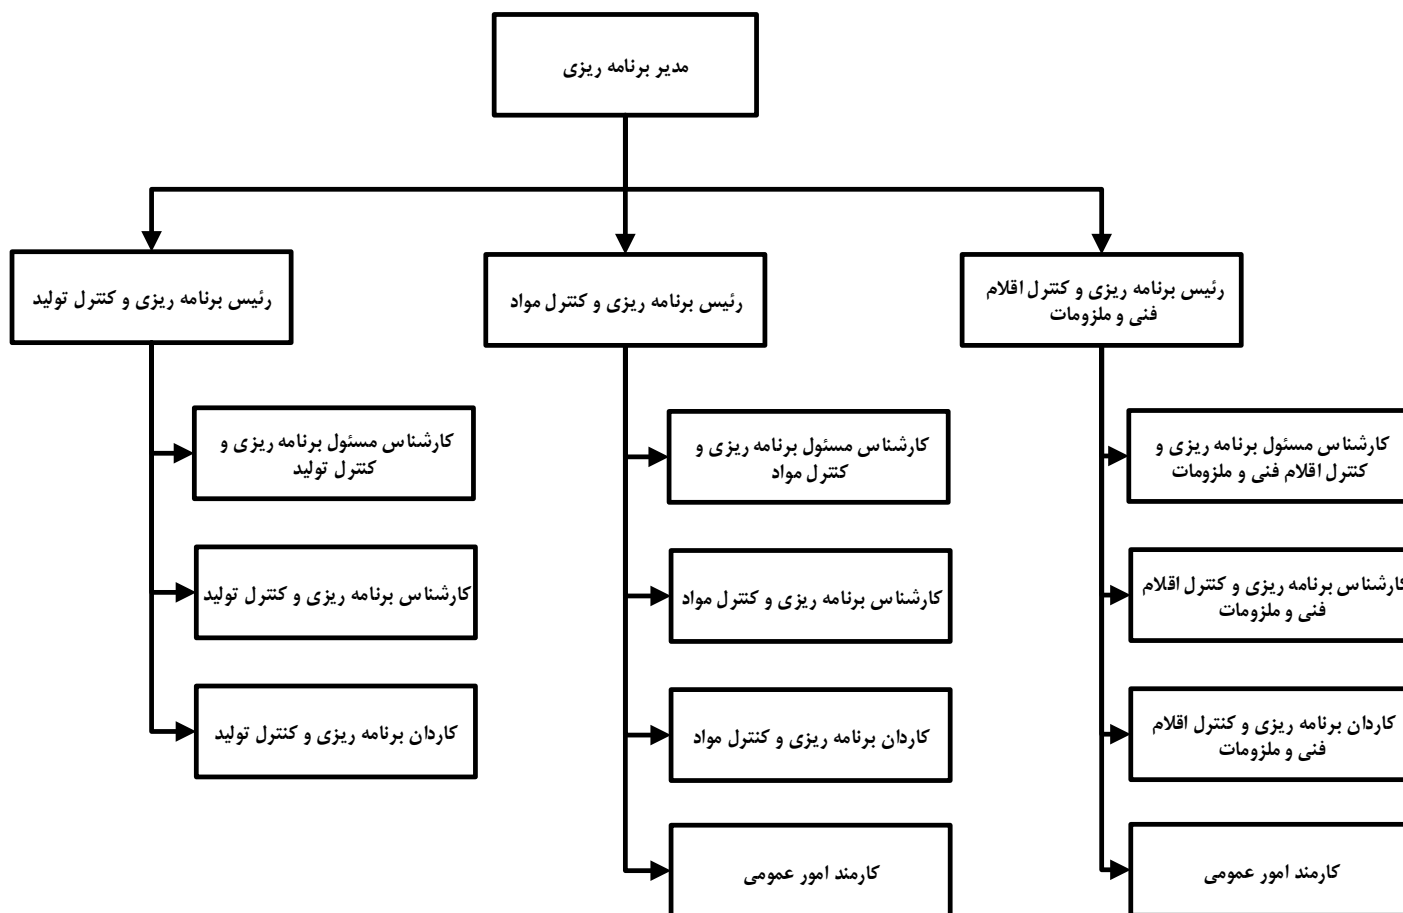 مدیر برنامه ریزی
رئیس برنامه ریزی و کنترل اقلام
فنی و ملزومات
رئیس برنامه ریزی و کنترل مواد
رئیس برنامه ریزی و کنترل تولید
کارشناس مسئول برنامه ریزی و
کنترل اقلام فنی و ملزومات
کارشناس مسئول برنامه ریزی و
کنترل مواد
کارشناس مسئول برنامه ریزی و
کنترل تولید
کارشناس برنامه ریزی و کنترل اقلام
فنی و ملزومات
کارشناس برنامه ریزی و کنترل مواد
کارشناس برنامه ریزی و کنترل تولید
کاردان برنامه ریزی و کنترل اقلام
فنی و ملزومات
کاردان برنامه ریزی و کنترل مواد
کاردان برنامه ریزی و کنترل تولید
کارمند امور عمومی
کارمند امور عمومی